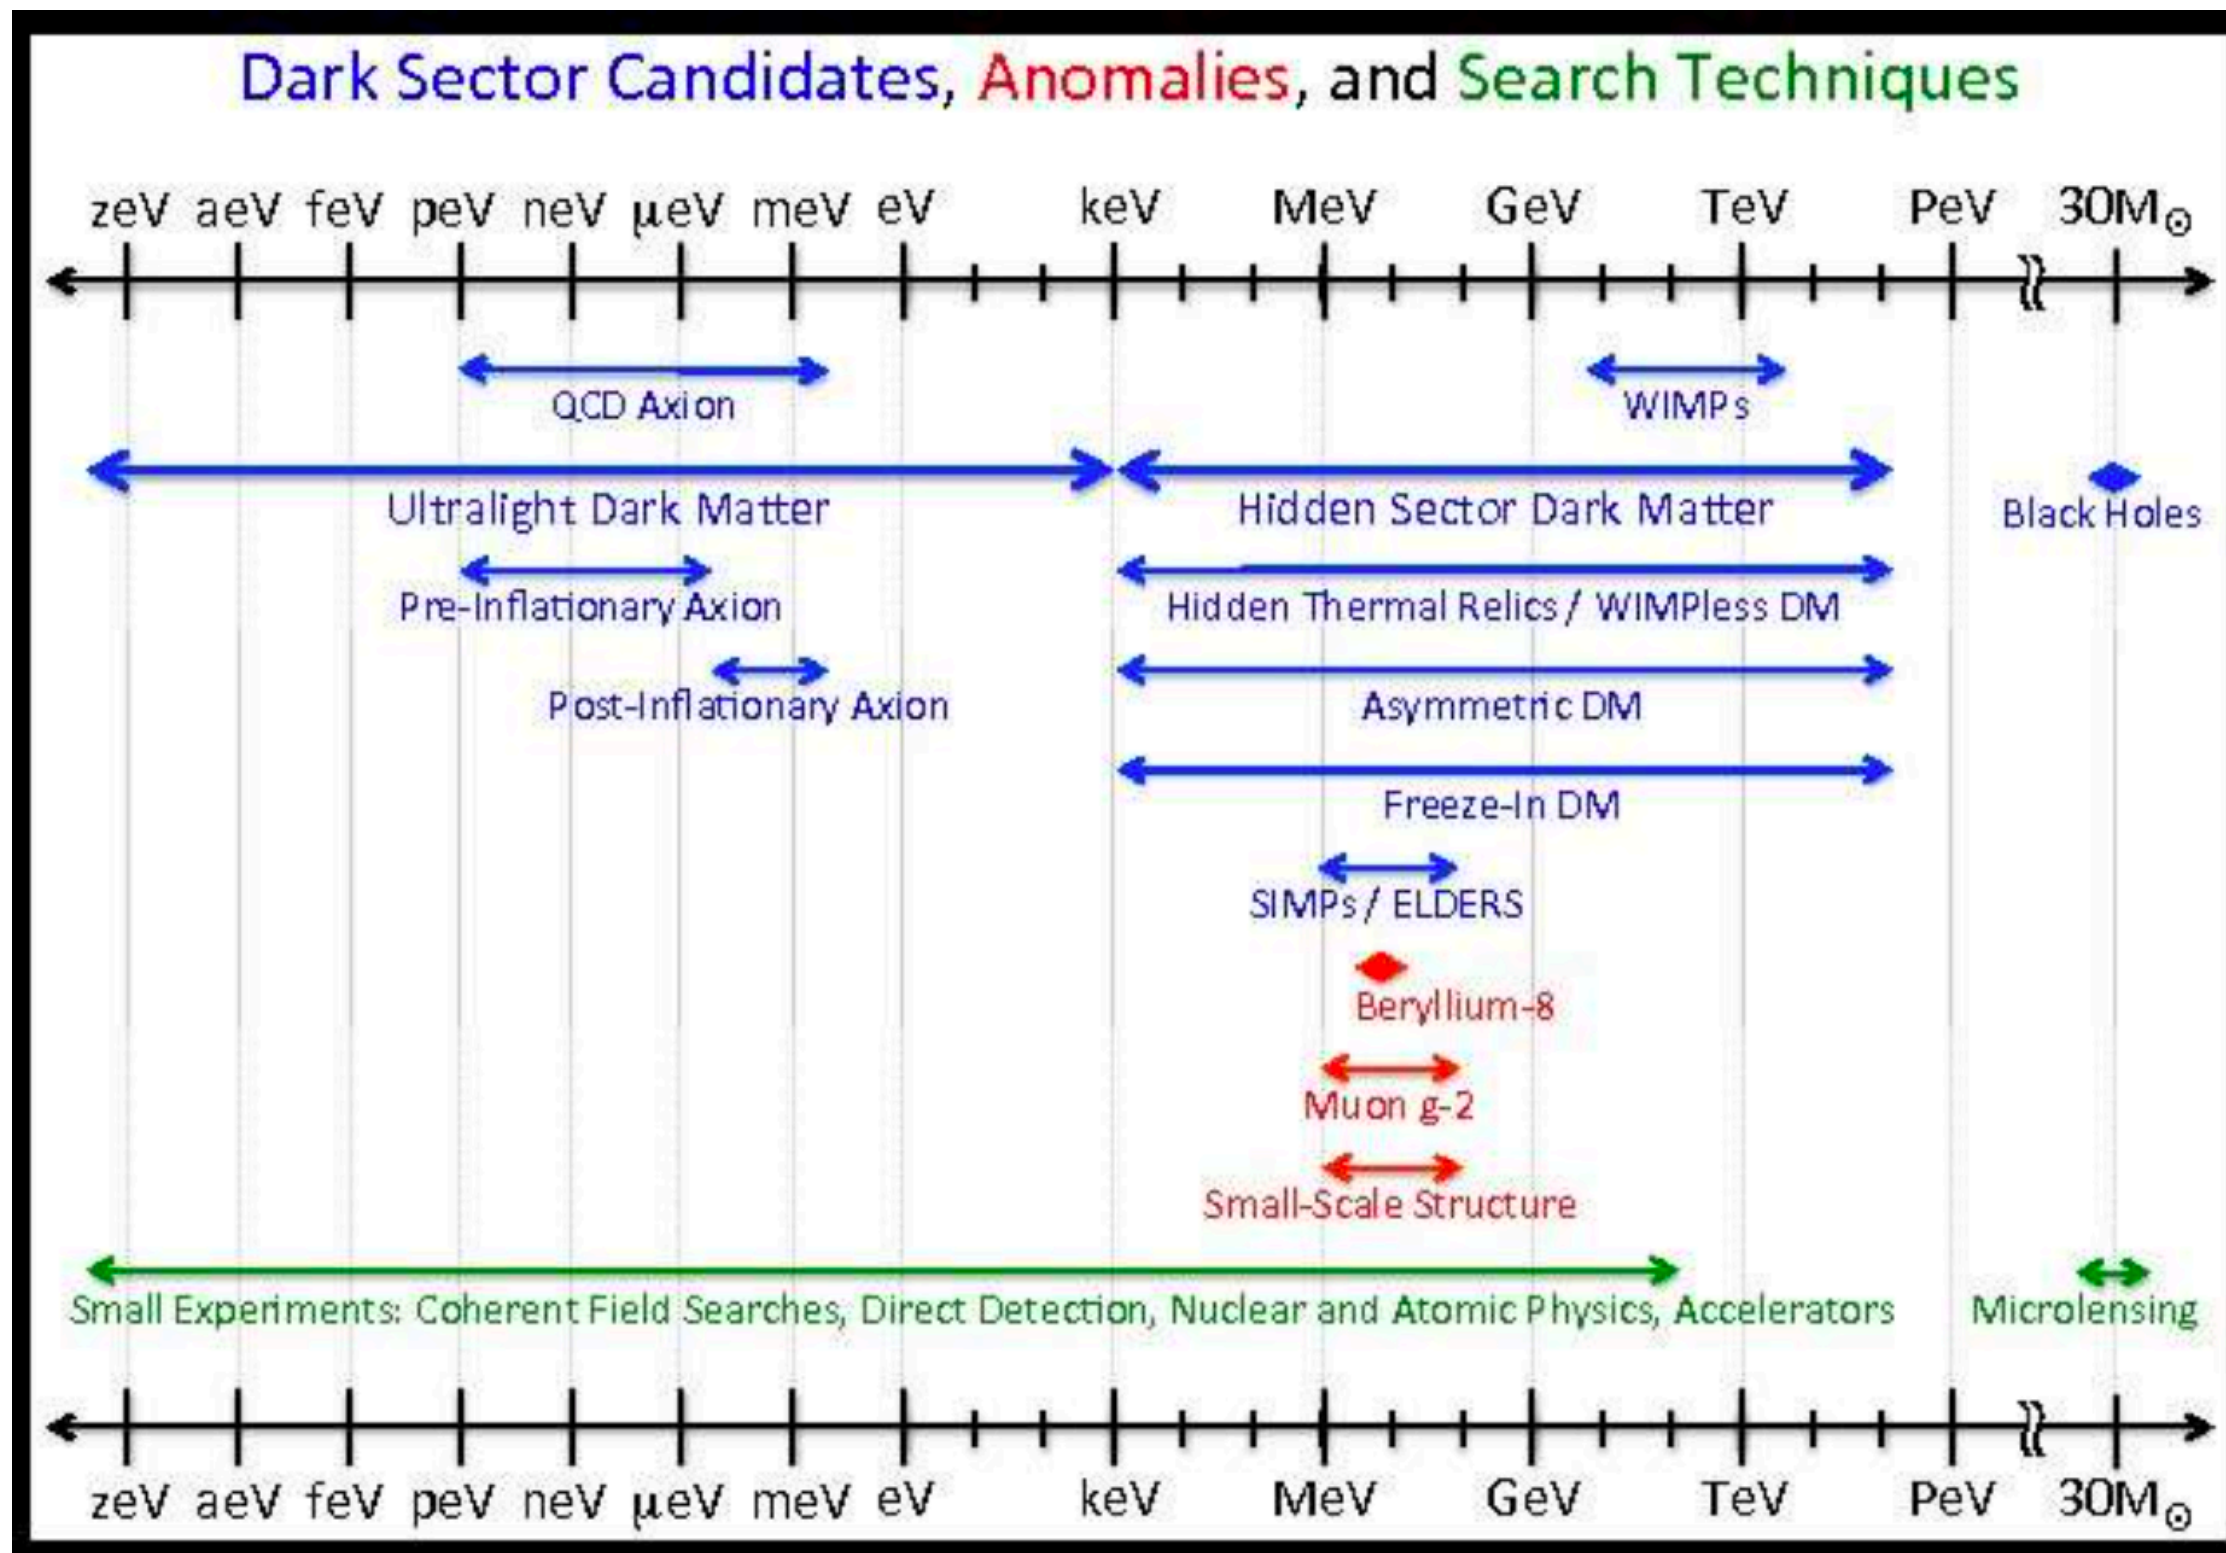 Dark Sector Candidates, Anomalies, and Search Techniques
zeV aeV feV peV neV μeV meV eV keV MeV GeV TeV PeV 30M⊙
QCD Axion WIMPs
Ultralight Dark Matter Hidden Sector Dark Matter Black Holes
Pre-Inflationary Axion Hidden Thermal Relics / WIMPless DM
Post-Inflationary Axion Asymmetric DM
Freeze-In DM
SIMPs / ELDERS
Beryllium-8
Muon g-2
Small-Scale Structure
Small Experiments: Coherent Field Searches, Direct Detection, Nuclear and Atomic Physics, Accelerators Microlensing
zeV aeV feV peV neV μeV meV eV keV MeV GeV TeV PeV 30M⊙